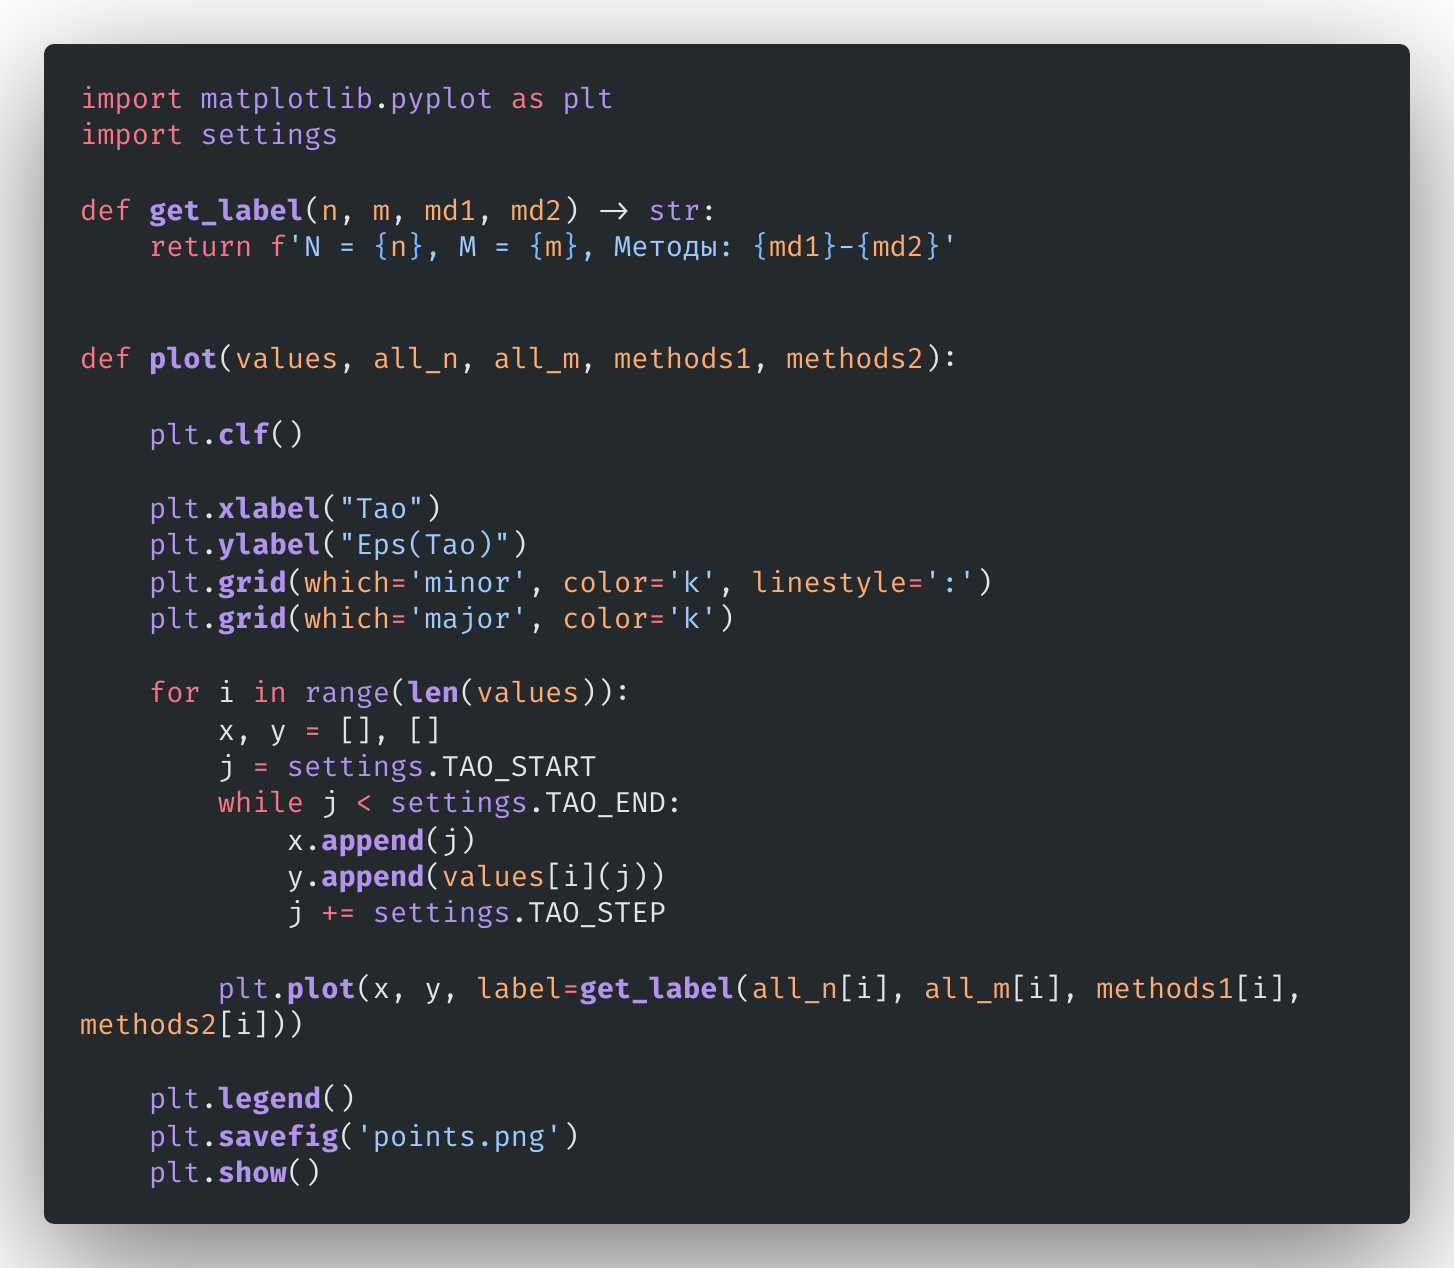 import matplotlib.pyplot as plt
import settings

def get_label(n, m, md1, md2) -> str:
    return f'N = {n}, M = {m}, Методы: {md1}-{md2}'


def plot(values, all_n, all_m, methods1, methods2):

    plt.clf()

    plt.xlabel("Tao")
    plt.ylabel("Eps(Tao)")
    plt.grid(which='minor', color='k', linestyle=':')
    plt.grid(which='major', color='k')

    for i in range(len(values)):
        x, y = [], []
        j = settings.TAO_START
        while j < settings.TAO_END:
            x.append(j)
            y.append(values[i](j))
            j += settings.TAO_STEP

        plt.plot(x, y, label=get_label(all_n[i], all_m[i], methods1[i],
methods2[i]))

    plt.legend()
    plt.savefig('points.png')
    plt.show()